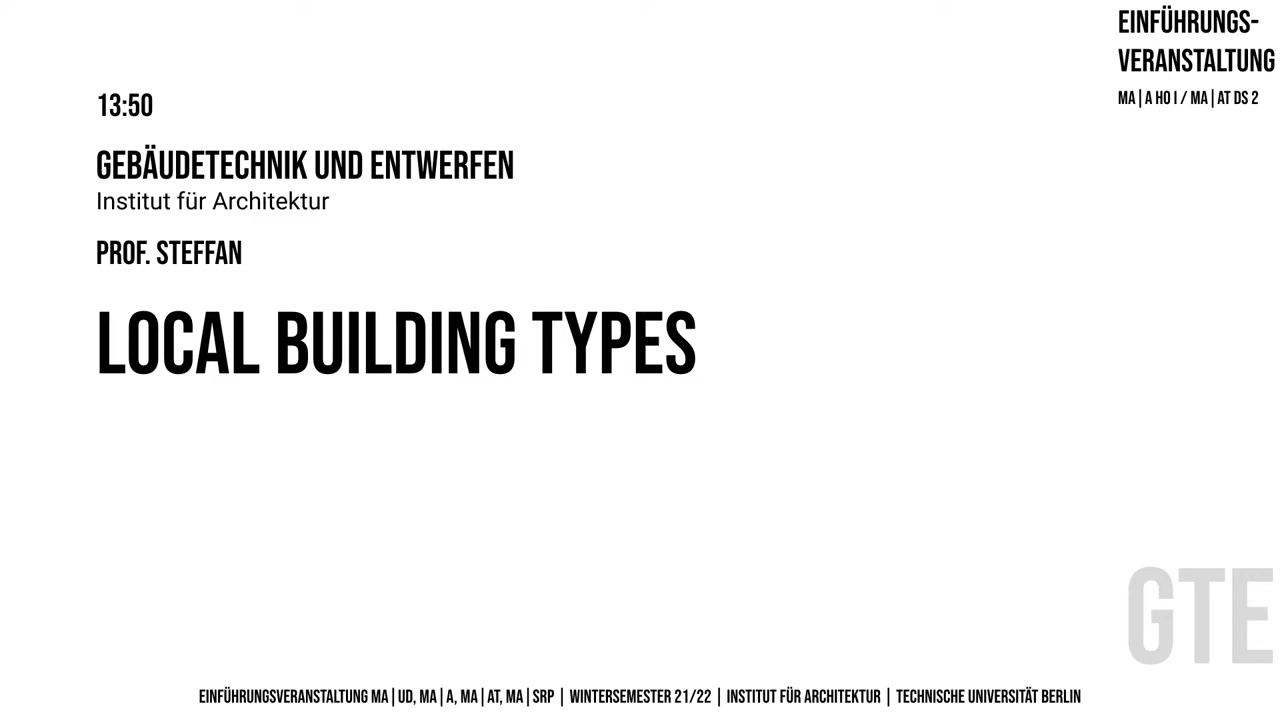 EINFÜHRUNGS-
VERANSTALTUNG
MA|A HO I / MA|AT DS 2
13:50
GEBÄUDETECHNIK UND ENTWERFEN
Institut für Architektur
PROF. STEFFAN
LOCAL BUILDING TYPES
GTE
EINFÜHRUNGSVERANSTALTUNG MA|UD, MA|A, MA|AT, MA|SRP | WINTERSEMESTER 21/22 | INSTITUT FÜR ARCHITEKTUR | TECHNISCHE UNIVERSITÄT BERLIN